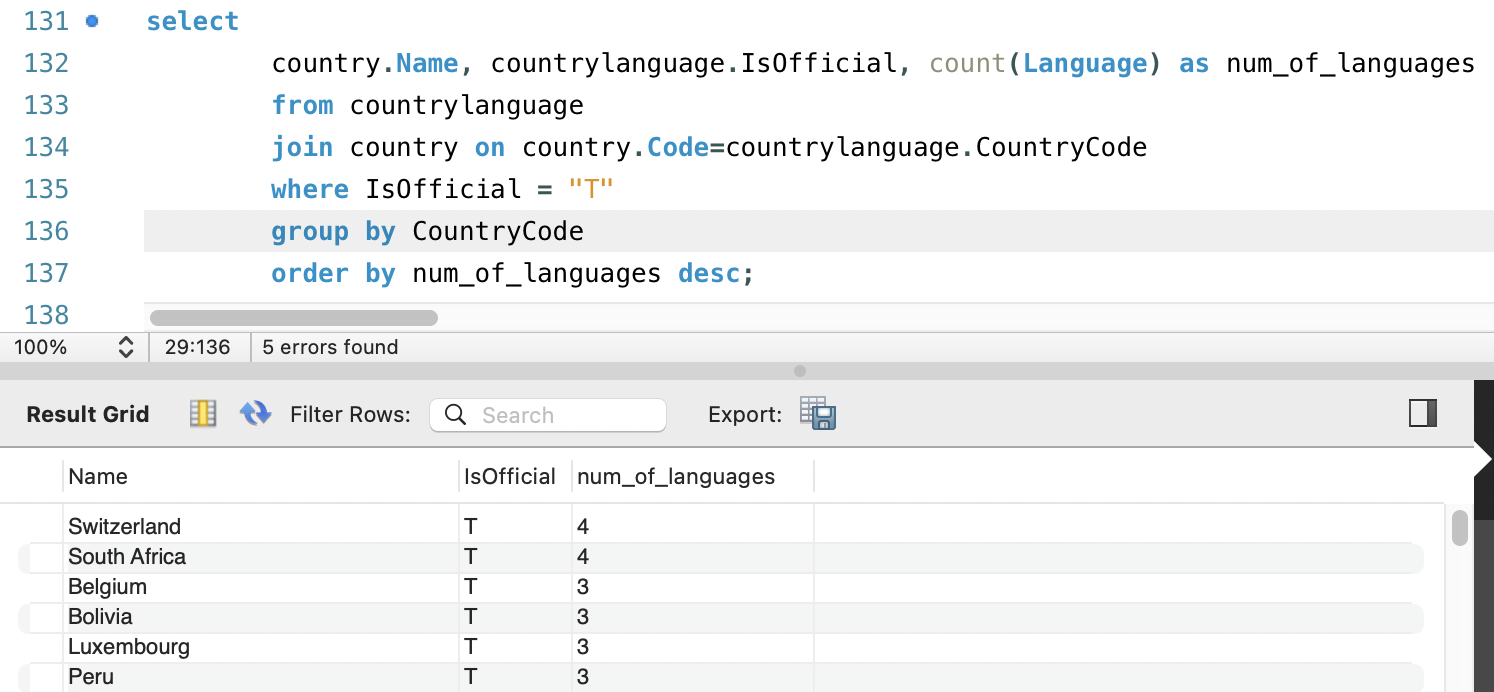 131 select
132 country.Name, countrylanguage.IsOfficial, count(Language) as num_of_languages
133 from countrylanguage
134 join country on country.Code=countrylanguage.CountryCode
135 where IsOfficial = "T"
136 group by CountryCode
137 order by num_of_languages desc;
138
100% 29:136 5 errors found
Result Grid Filter Rows: Search Export:
Name IsOfficial num_of_languages
Switzerland T 4
South Africa T 4
Belgium T 3
Bolivia T 3
Luxembourg T 3
Peru T 3